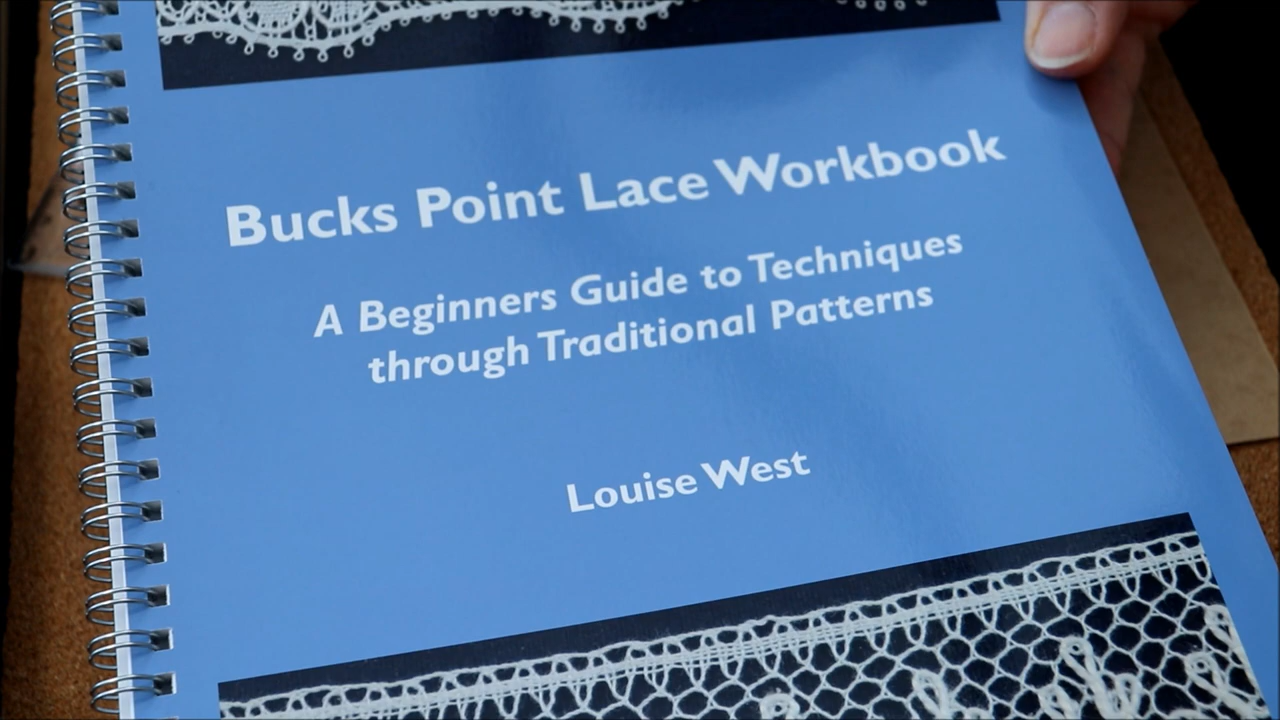 Bucks Point Lace Workbook
A Beginners Guide to Techniques
through Traditional Patterns
Louise West